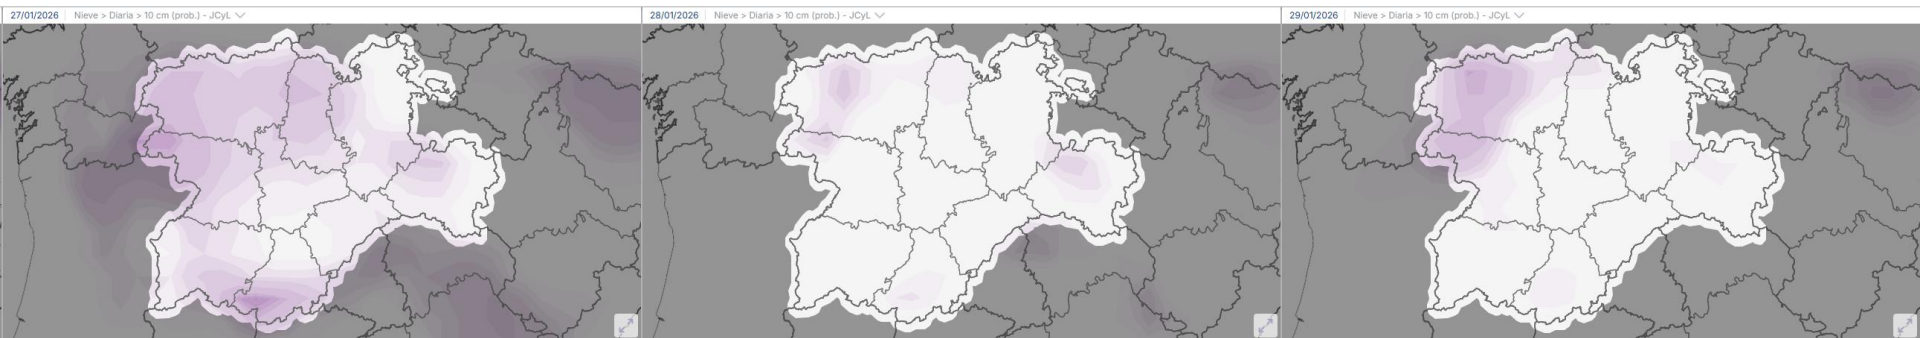 27/01/2026 Nieve > Diaria > 10 cm (prob.) - JCyL
28/01/2026 Nieve > Diaria > 10 cm (prob.) - JCyL
29/01/2026 Nieve > Diaria > 10 cm (prob.) - JCyL